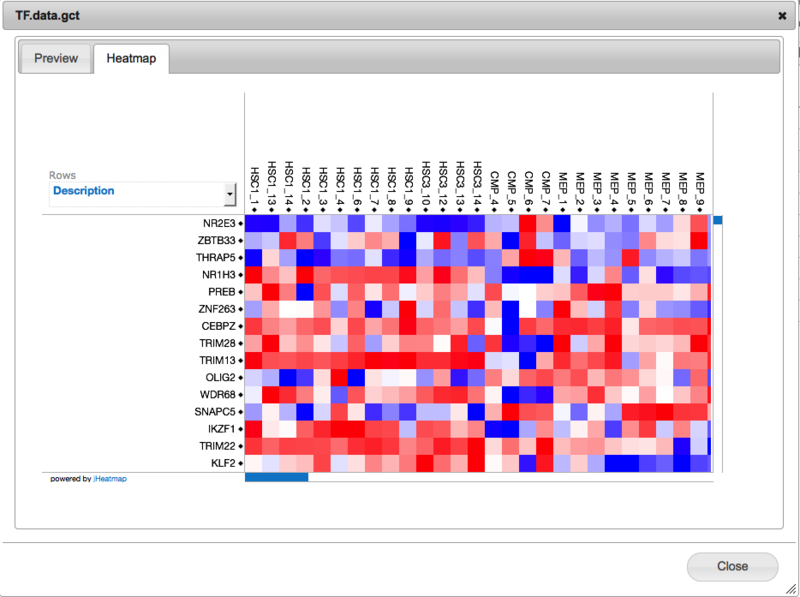 TF.data.gct
Preview
Heatmap
Rows
Description
HSC1_1 HSC1_13 HSC1_14 HSC1_2 HSC1_3 HSC1_4 HSC1_6 HSC1_7 HSC1_8 HSC1_9 HSC3_10 HSC3_12 HSC3_13 HSC3_14 CMP_4 CMP_5 CMP_6 CMP_7 MEP_1 MEP_2 MEP_3 MEP_4 MEP_5 MEP_6 MEP_7 MEP_8 MEP_9
NR2E3
ZBTB33
THRAP5
NR1H3
PREB
ZNF263
CEBPZ
TRIM28
TRIM13
OLIG2
WDR68
SNAPC5
IKZF1
TRIM22
KLF2
powered by jHeatmap
Close